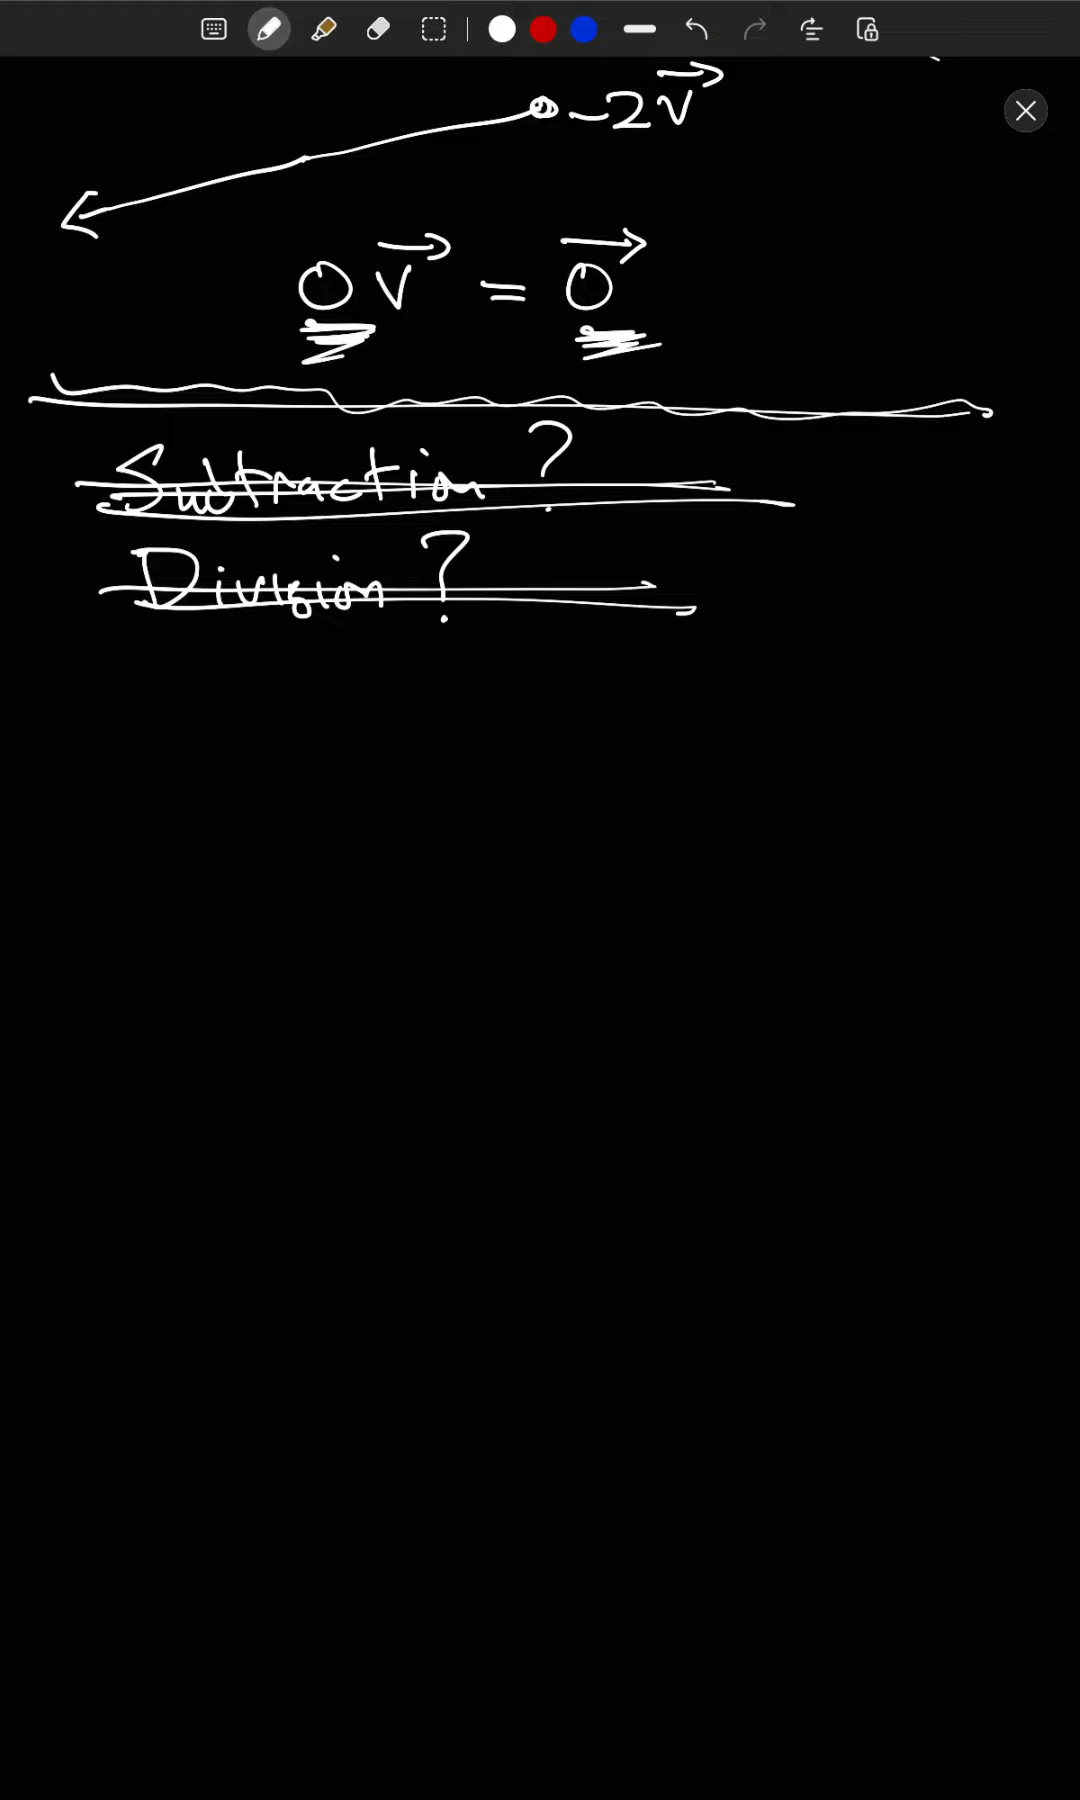 -2v⃗
0v⃗ = 0⃗
Subtraction ?
Division ?